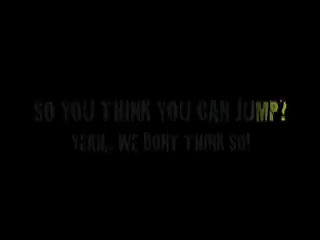 SO YOU THINK YOU CAN JUMP?
YEAH,. WE DONT THINK SO!